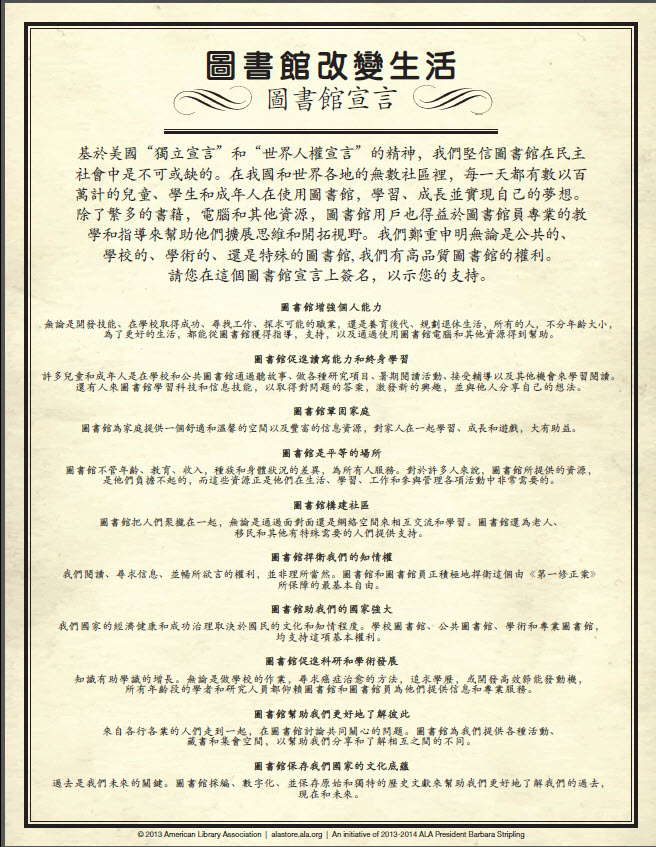 圖書館改變生活
圖書館宣言
基於美國“獨立宣言”和“世界人權宣言”的精神，我們堅信圖書館在民主
社會中是不可或缺的。在我國和世界各地的無數社區裡，每一天都有數以百
萬計的兒童、學生和成年人在使用圖書館，學習、成長並實現自己的夢想。
除了繁多的書籍，電腦和其他資源，圖書館用戶也得益於圖書館員專業的教
學和指導來幫助他們擴展思維和開拓視野。我們鄭重申明無論是公共的、
學校的、學術的、還是特殊的圖書館，我們有高品質圖書館的權利。
請您在這個圖書館宣言上簽名，以示您的支持。
圖書館增強個人能力
無論是開發技能、在學校取得成功、尋找工作、探求可能的職業，還是養育後代、規劃退休生活，所有的人，不分年齡大小，
為了更好的生活，都能從圖書館獲得指導，支持，以及通過使用圖書館電腦和其他資源得到幫助。
圖書館促進讀寫能力和終身學習
許多兒童和成年人是在學校和公共圖書館通過聽故事、做各種研究項目、暑期閱讀活動、接受輔導以及其他機會來學習閱讀。
還有人來圖書館學習科技和信息技能，以取得對問題的答案，激發新的興趣，並與他人分享自己的想法。
圖書館鞏固家庭
圖書館為家庭提供一個舒適和溫馨的空間以及豐富的信息資源，對家人在一起學習、成長和遊戲，大有助益。
圖書館是平等的場所
圖書館不管年齡、教育、收入，種族和身體狀況的差異，為所有人服務。對於許多人來說，圖書館所提供的資源，
是他們負擔不起的，而這些資源正是他們在生活、學習、工作和參與管理各項活動中非常需要的。
圖書館構建社區
圖書館把人們聚攏在一起，無論是通過面對面還是網絡空間來相互交流和學習。圖書館還為老人、
移民和其他有特殊需要的人們提供支持。
圖書館捍衛我們的知情權
我們閱讀、尋求信息、並暢所欲言的權利，並非理所當然。圖書館和圖書館員正積極地捍衛這個由《第一修正案》
所保障的最基本自由。
圖書館助我們的國家強大
我們國家的經濟健康和成功治理取決於國民的文化和知情程度。學校圖書館、公共圖書館、學術和專業圖書館，
均支持這項基本權利。
圖書館促進科研和學術發展
知識有助學識的增長。無論是做學校的作業，尋求癌症治愈的方法，追求學歷，或開發高效節能發動機，
所有年齡段的學者和研究人員都仰賴圖書館和圖書館員為他們提供信息和專業服務。
圖書館幫助我們更好地了解彼此
來自各行各業的人們走到一起，在圖書館討論共同關心的問題。圖書館為我們提供各種活動、
藏書和集會空間，以幫助我們分享和了解相互之間的不同。
圖書館保存我們國家的文化底蘊
過去是我們未來的關鍵。圖書館採編、數字化、並保存原始和獨特的歷史文獻來幫助我們更好地了解我們的過去，
現在和未來。
© 2013 American Library Association | alastore.ala.org | An initiative of 2013-2014 ALA President Barbara Stripling